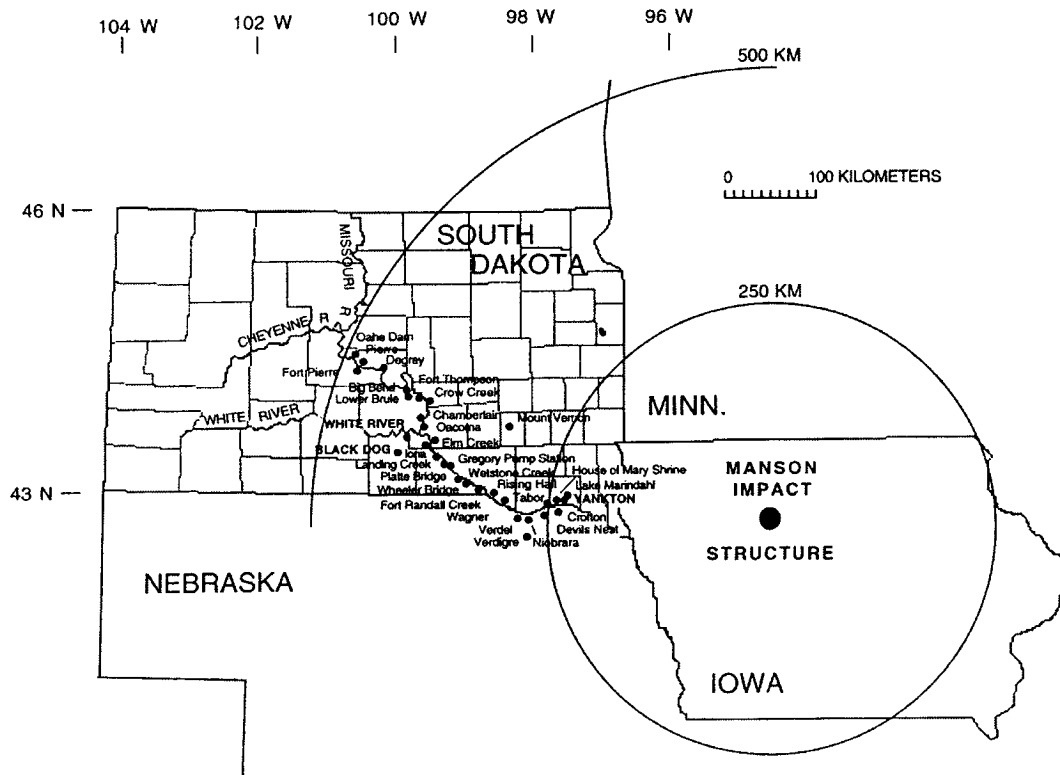 104 W
102 W
100 W
98 W
96 W
500 KM
0 100 KILOMETERS
46 N
SOUTH
DAKOTA
MISSOURI
R
250 KM
CHEYENNE R
Oahe Dam
Pierre
Degrey
Fort Pierre
Fort Thompson
Big Bend
Crow Creek
Lower Brule
MINN.
WHITE RIVER
Chamberlain
Mount Vernon
WHITE RIVER
Oacoma
Elm Creek
BLACK DOG
Iona
Landing Creek
Gregory Pump Station
House of Mary Shrine
MANSON
IMPACT
STRUCTURE
Platte Bridge
Wetstone Creek
Lake Marindahl
43 N
Wheeler Bridge
Rising Hail
Tabor
YANKTON
Fort Randall Creek
Wagner
Crofton
Verdel
Devils Nest
Verdigre
Niobrara
NEBRASKA
IOWA